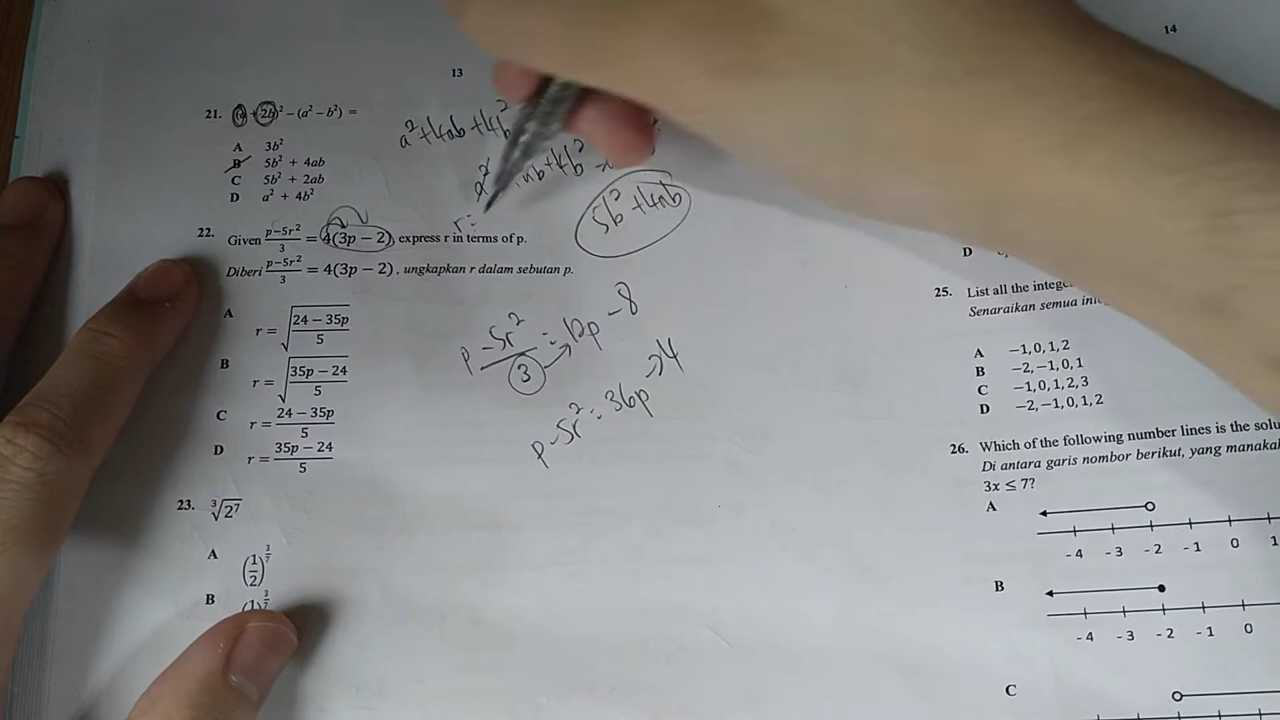 13
21. (a + 2b)² − (a² − b²) =
A 3b²
B 5b² + 4ab
C 5b² + 2ab
D a² + 4b²
a² + 4ab + 4b²
5b² + 4ab
r =
22. Given (p−5r²)/3 = 4(3p − 2), express r in terms of p.
Diberi (p−5r²)/3 = 4(3p − 2), ungkapkan r dalam sebutan p.
A r = √((24 − 35p)/5)
B r = √((35p − 24)/5)
C r = (24 − 35p)/5
D r = (35p − 24)/5
(p − 5r²)/3 = 12p − 8
p − 5r² = 36p − 24
23. ∛2⁷
A (1/2)^(3/7)
B
14
D
25. List all the
Senaraikan semua
A −1, 0, 1, 2
B −2, −1, 0, 1
C −1, 0, 1, 2, 3
D −2, −1, 0, 1, 2
26. Which of the following number lines is the
Di antara garis nombor berikut, yang
3x ≤ 7?
A
-4 -3 -2 -1 0 1
B
-4 -3 -2 -1 0
C